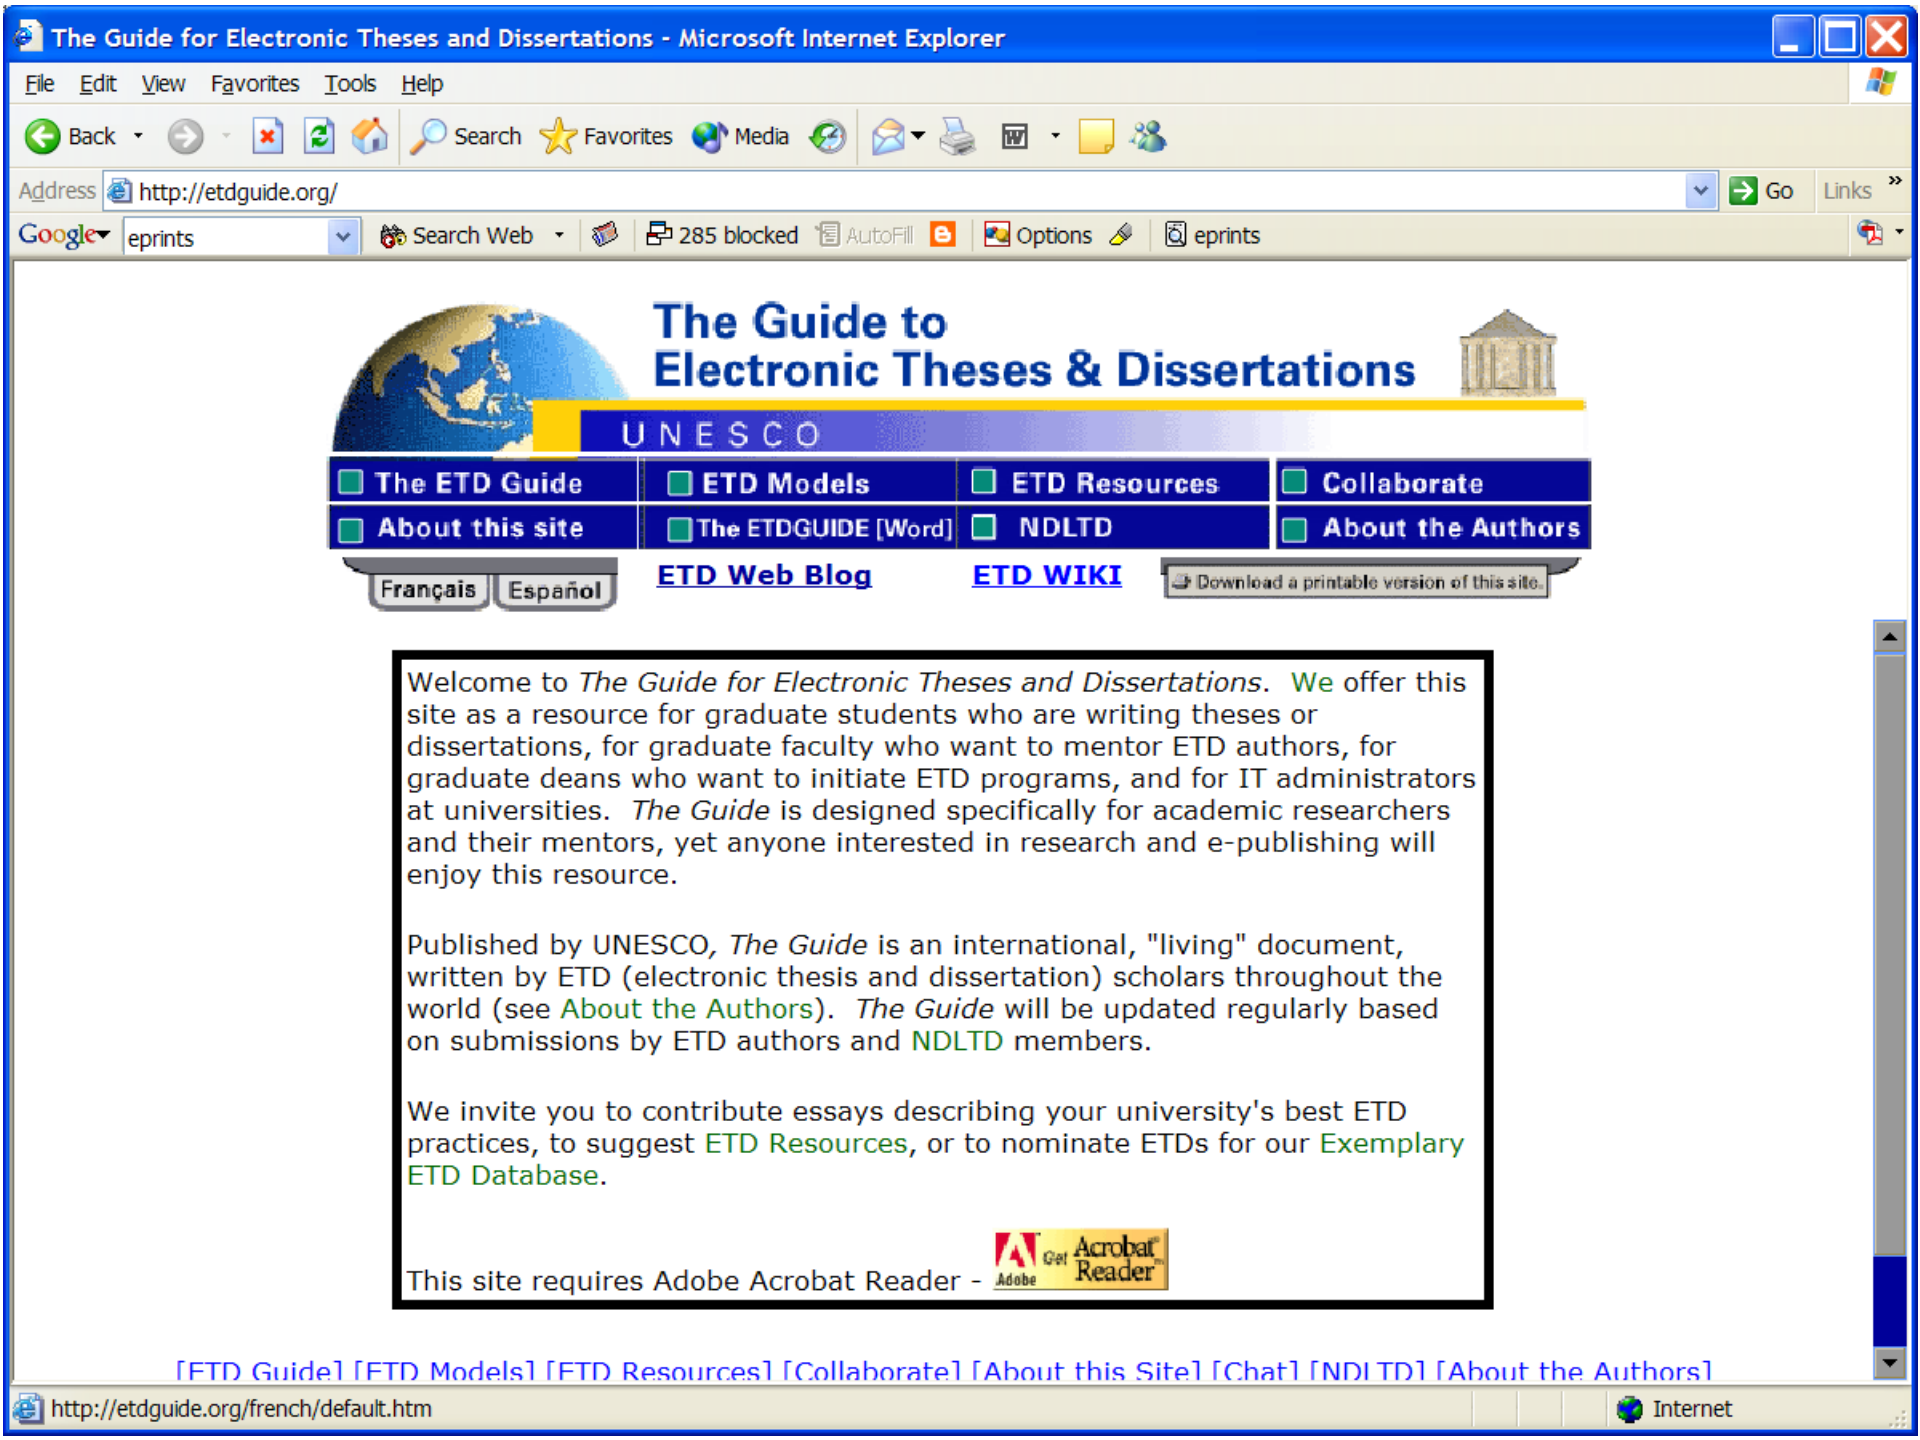 The Guide for Electronic Theses and Dissertations - Microsoft Internet Explorer
File Edit View Favorites Tools Help
Back Search Favorites Media
Address http://etdguide.org/ Go Links »
Google eprints Search Web 285 blocked AutoFill Options eprints
The Guide to
Electronic Theses & Dissertations
UNESCO
The ETD Guide ETD Models ETD Resources Collaborate
About this site The ETDGUIDE [Word] NDLTD About the Authors
Français Español ETD Web Blog ETD WIKI Download a printable version of this site.
Welcome to The Guide for Electronic Theses and Dissertations. We offer this
site as a resource for graduate students who are writing theses or
dissertations, for graduate faculty who want to mentor ETD authors, for
graduate deans who want to initiate ETD programs, and for IT administrators
at universities. The Guide is designed specifically for academic researchers
and their mentors, yet anyone interested in research and e-publishing will
enjoy this resource.
Published by UNESCO, The Guide is an international, "living" document,
written by ETD (electronic thesis and dissertation) scholars throughout the
world (see About the Authors). The Guide will be updated regularly based
on submissions by ETD authors and NDLTD members.
We invite you to contribute essays describing your university's best ETD
practices, to suggest ETD Resources, or to nominate ETDs for our Exemplary
ETD Database.
This site requires Adobe Acrobat Reader - Adobe Get Acrobat Reader
[ETD Guide] [ETD Models] [ETD Resources] [Collaborate] [About this Site] [Chat] [NDLTD] [About the Authors]
http://etdguide.org/french/default.htm Internet